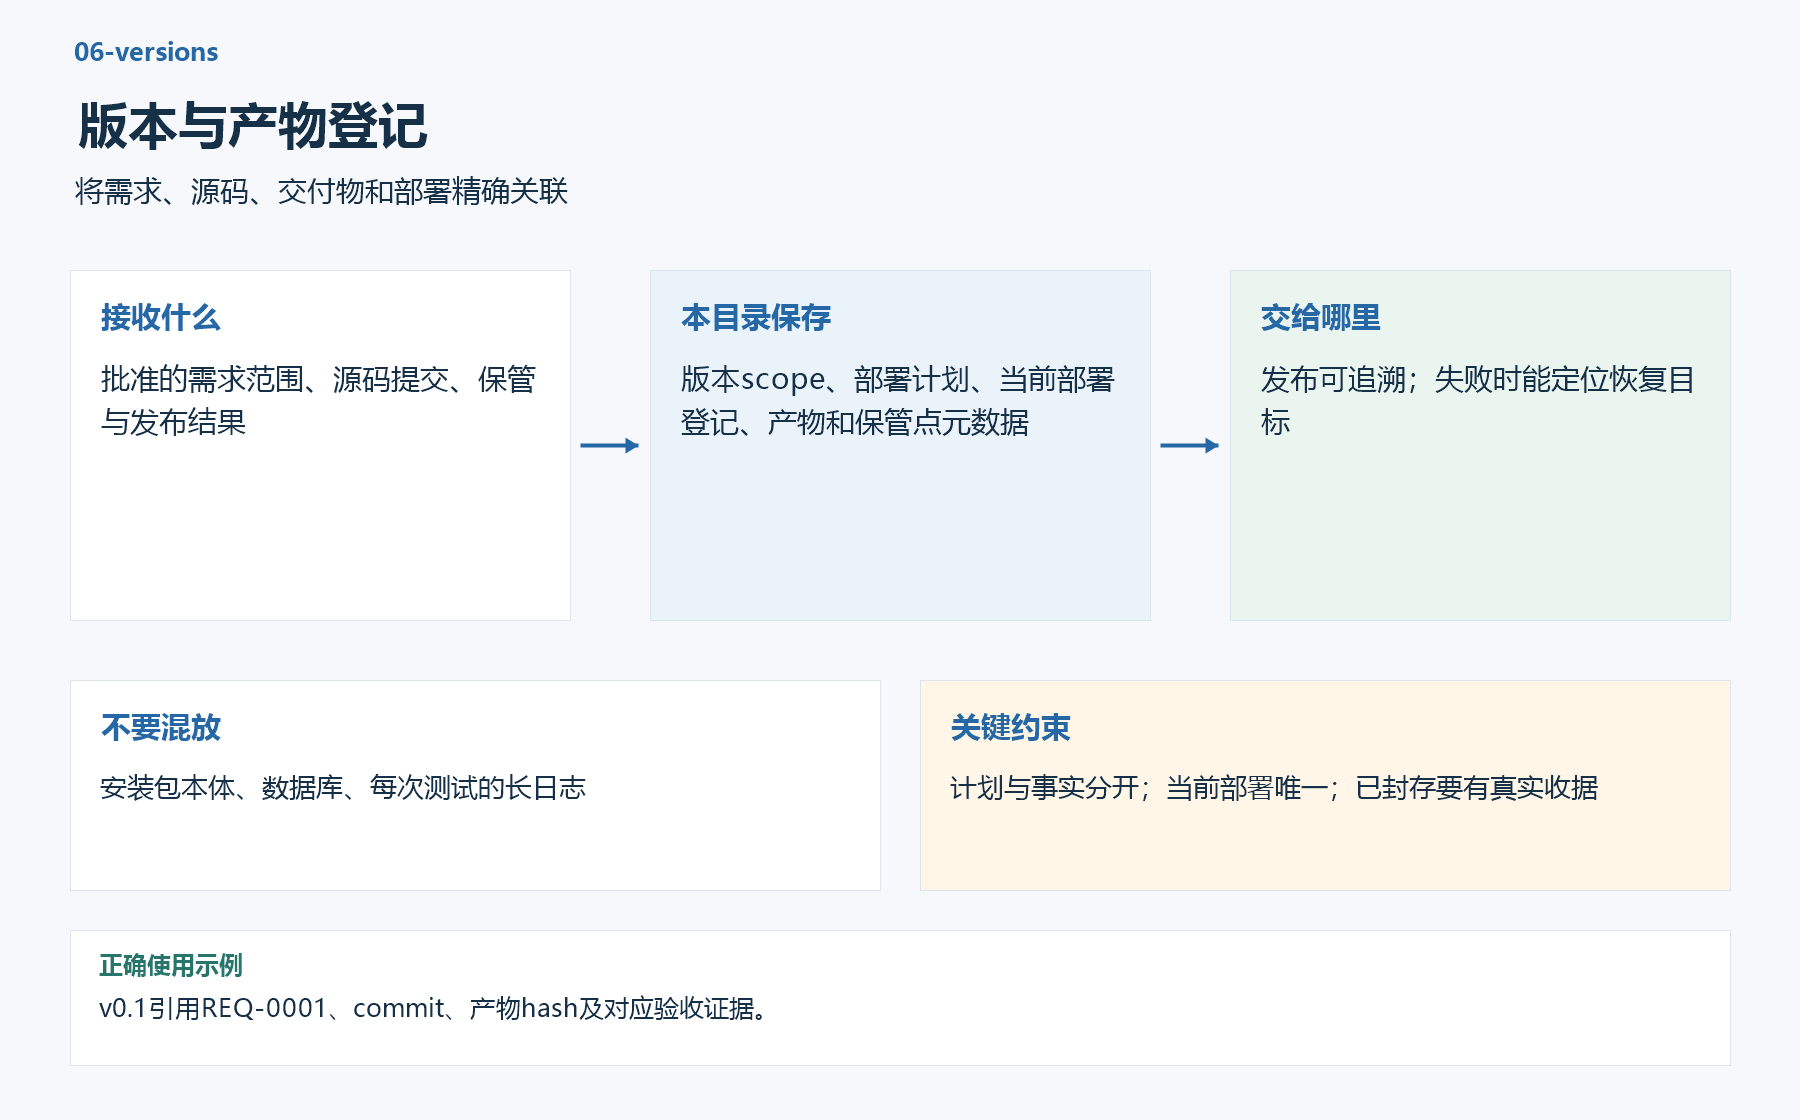 06-versions
版本与产物登记
将需求、源码、交付物和部署精确关联
接收什么
批准的需求范围、源码提交、保管
与发布结果
本目录保存
版本scope、部署计划、当前部署
登记、产物和保管点元数据
交给哪里
发布可追溯；失败时能定位恢复目
标
不要混放
安装包本体、数据库、每次测试的长日志
关键约束
计划与事实分开；当前部署唯一；已封存要有真实收据
正确使用示例
v0.1引用REQ-0001、commit、产物hash及对应验收证据。